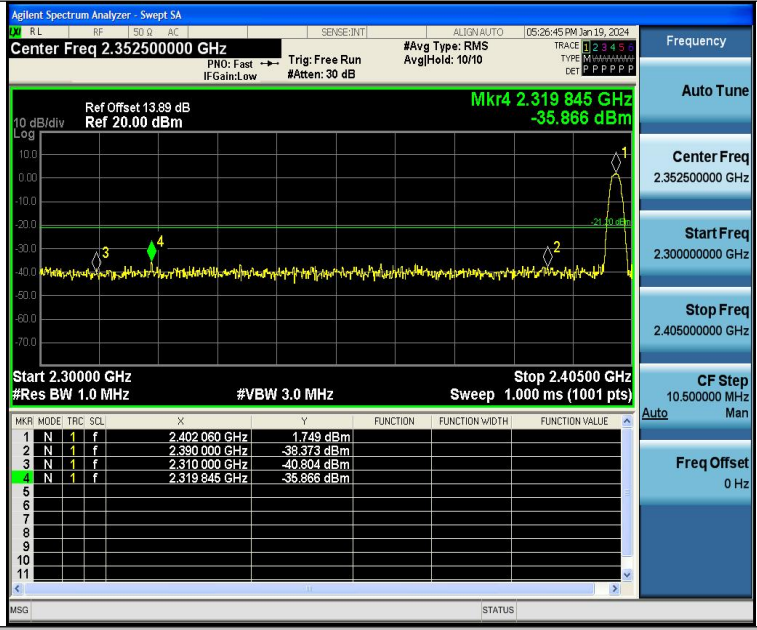 Agilent Spectrum Analyzer - Swept SA
LXI RL RF 50 Ω AC SENSE:INT ALIGNAUTO 05:26:45 PM Jan 19, 2024
Center Freq 2.352500000 GHz
PNO: Fast
IFGain:Low
Trig: Free Run
#Atten: 30 dB
#Avg Type: RMS
Avg|Hold: 10/10
TRACE 1 2 3 4 5 6
TYPE M
DET P P P P P P
Frequency
Auto Tune
Center Freq
2.352500000 GHz
Start Freq
2.300000000 GHz
Stop Freq
2.405000000 GHz
CF Step
10.500000 MHz
Auto Man
Freq Offset
0 Hz
Mkr4 2.319 845 GHz
-35.866 dBm
Ref Offset 13.89 dB
10 dB/div Ref 20.00 dBm
Log
10.0
0.00
-10.0
-20.0
-30.0
-40.0
-50.0
-60.0
-70.0
1
-21.20 dBm
2
3
4
Start 2.30000 GHz Stop 2.40500 GHz
#Res BW 1.0 MHz #VBW 3.0 MHz Sweep 1.000 ms (1001 pts)
MKR MODE TRC SCL X Y FUNCTION FUNCTION WIDTH FUNCTION VALUE
1 N 1 f 2.402 060 GHz 1.749 dBm
2 N 1 f 2.390 000 GHz -38.373 dBm
3 N 1 f 2.310 000 GHz -40.804 dBm
4 N 1 f 2.319 845 GHz -35.866 dBm
5
6
7
8
9
10
11
MSG STATUS